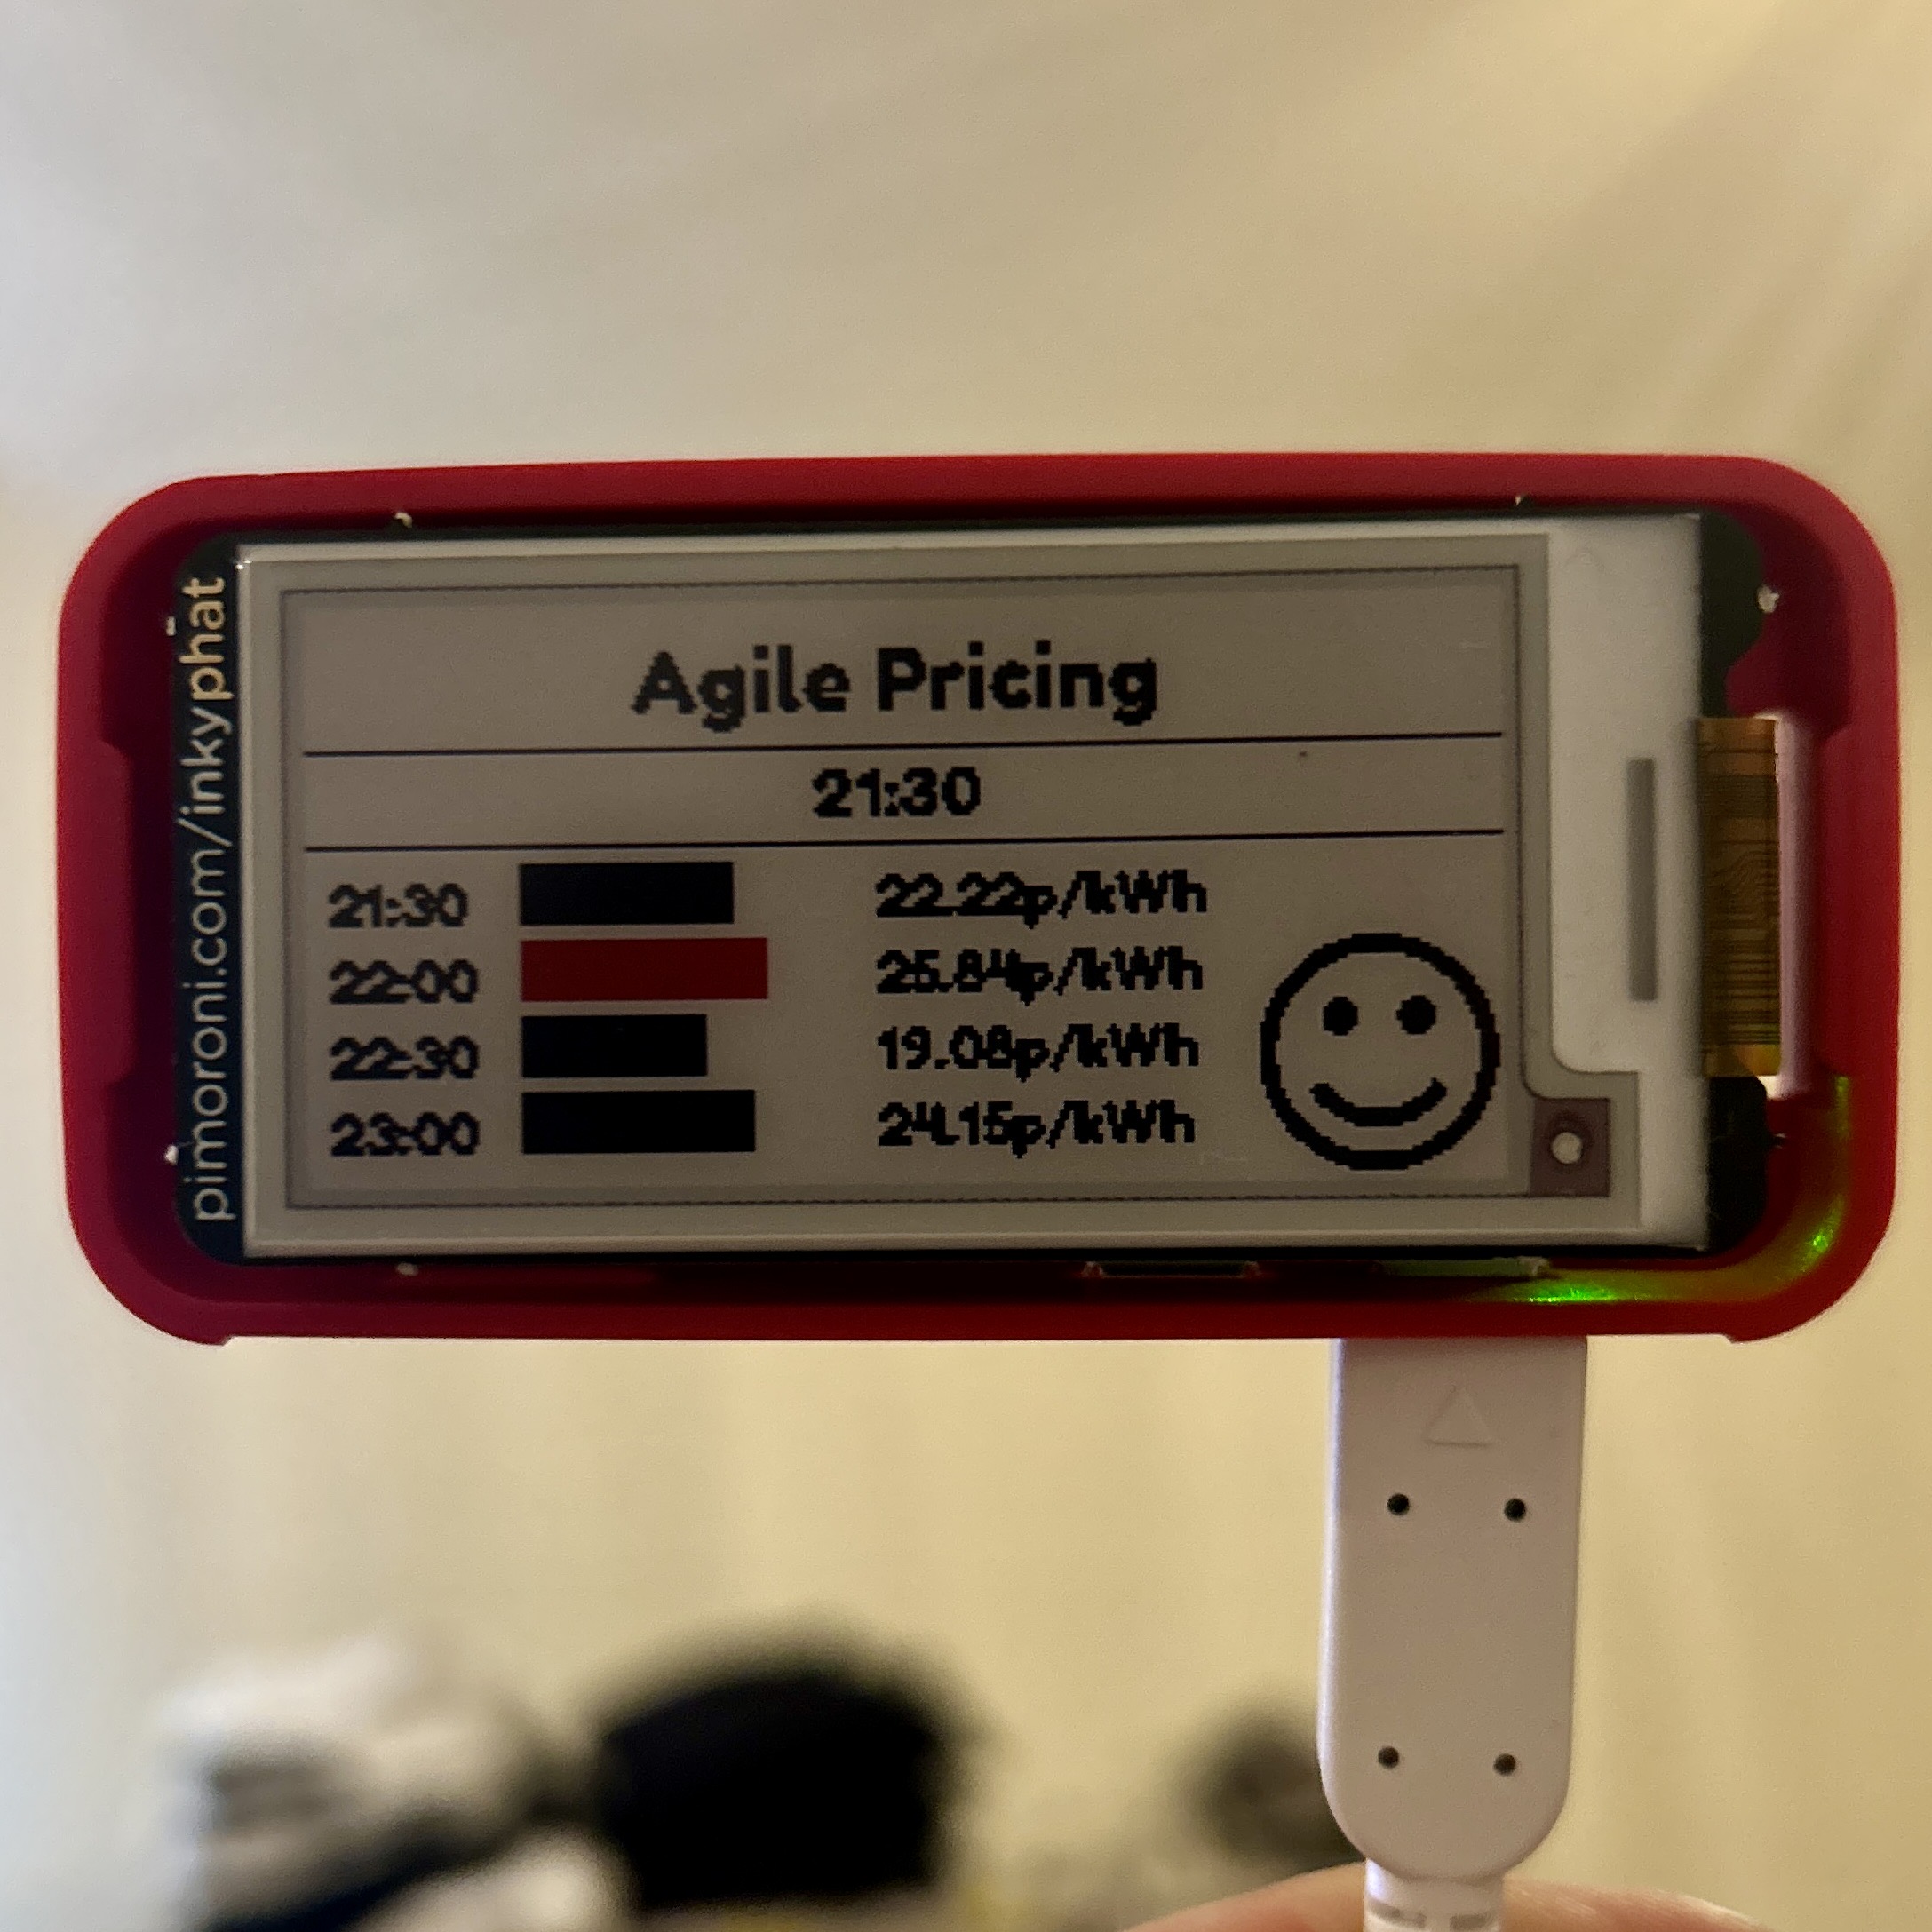 pimoroni.com/inkyphat
Agile Pricing
21:30
21:30 22.22p/kWh
22:00 25.84p/kWh
22:30 19.08p/kWh
23:00 24.15p/kWh